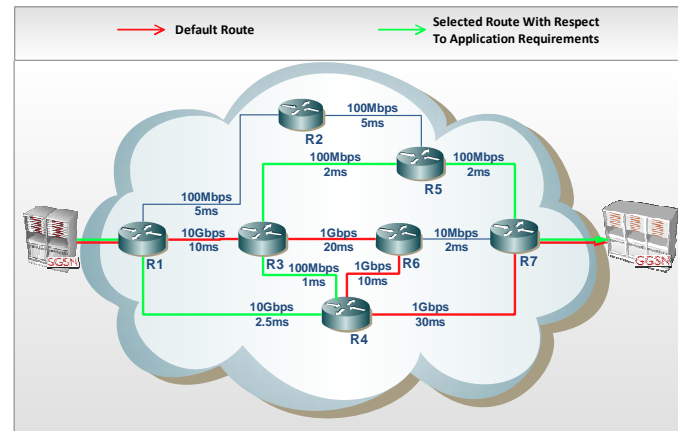 Default Route
Selected Route With Respect
To Application Requirements
100Mbps
5ms
R2
100Mbps
2ms
100Mbps
2ms
R5
100Mbps
5ms
SGSN
R1
10Gbps
10ms
R3
1Gbps
20ms
R6
10Mbps
2ms
R7
GGSN
100Mbps
1ms
1Gbps
10ms
10Gbps
2.5ms
R4
1Gbps
30ms